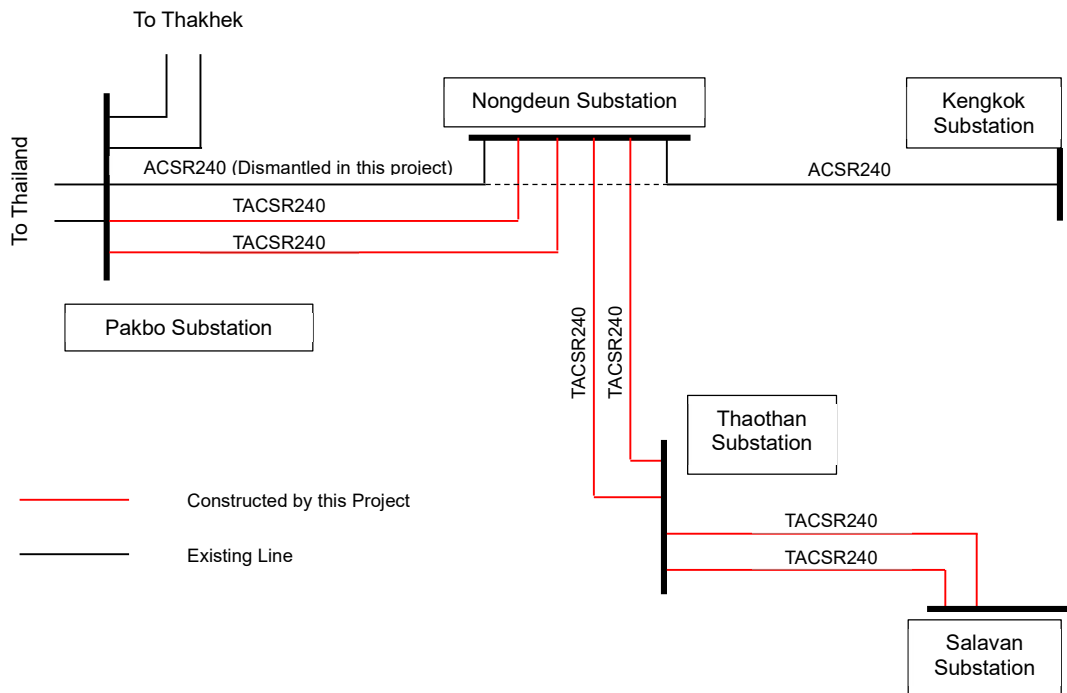 To Thakhek
Nongdeun Substation
Kengkok
Substation
To Thailand
ACSR240 (Dismantled in this project)
ACSR240
TACSR240
TACSR240
Pakbo Substation
TACSR240
TACSR240
Thaothan
Substation
Constructed by this Project
Existing Line
TACSR240
TACSR240
Salavan
Substation